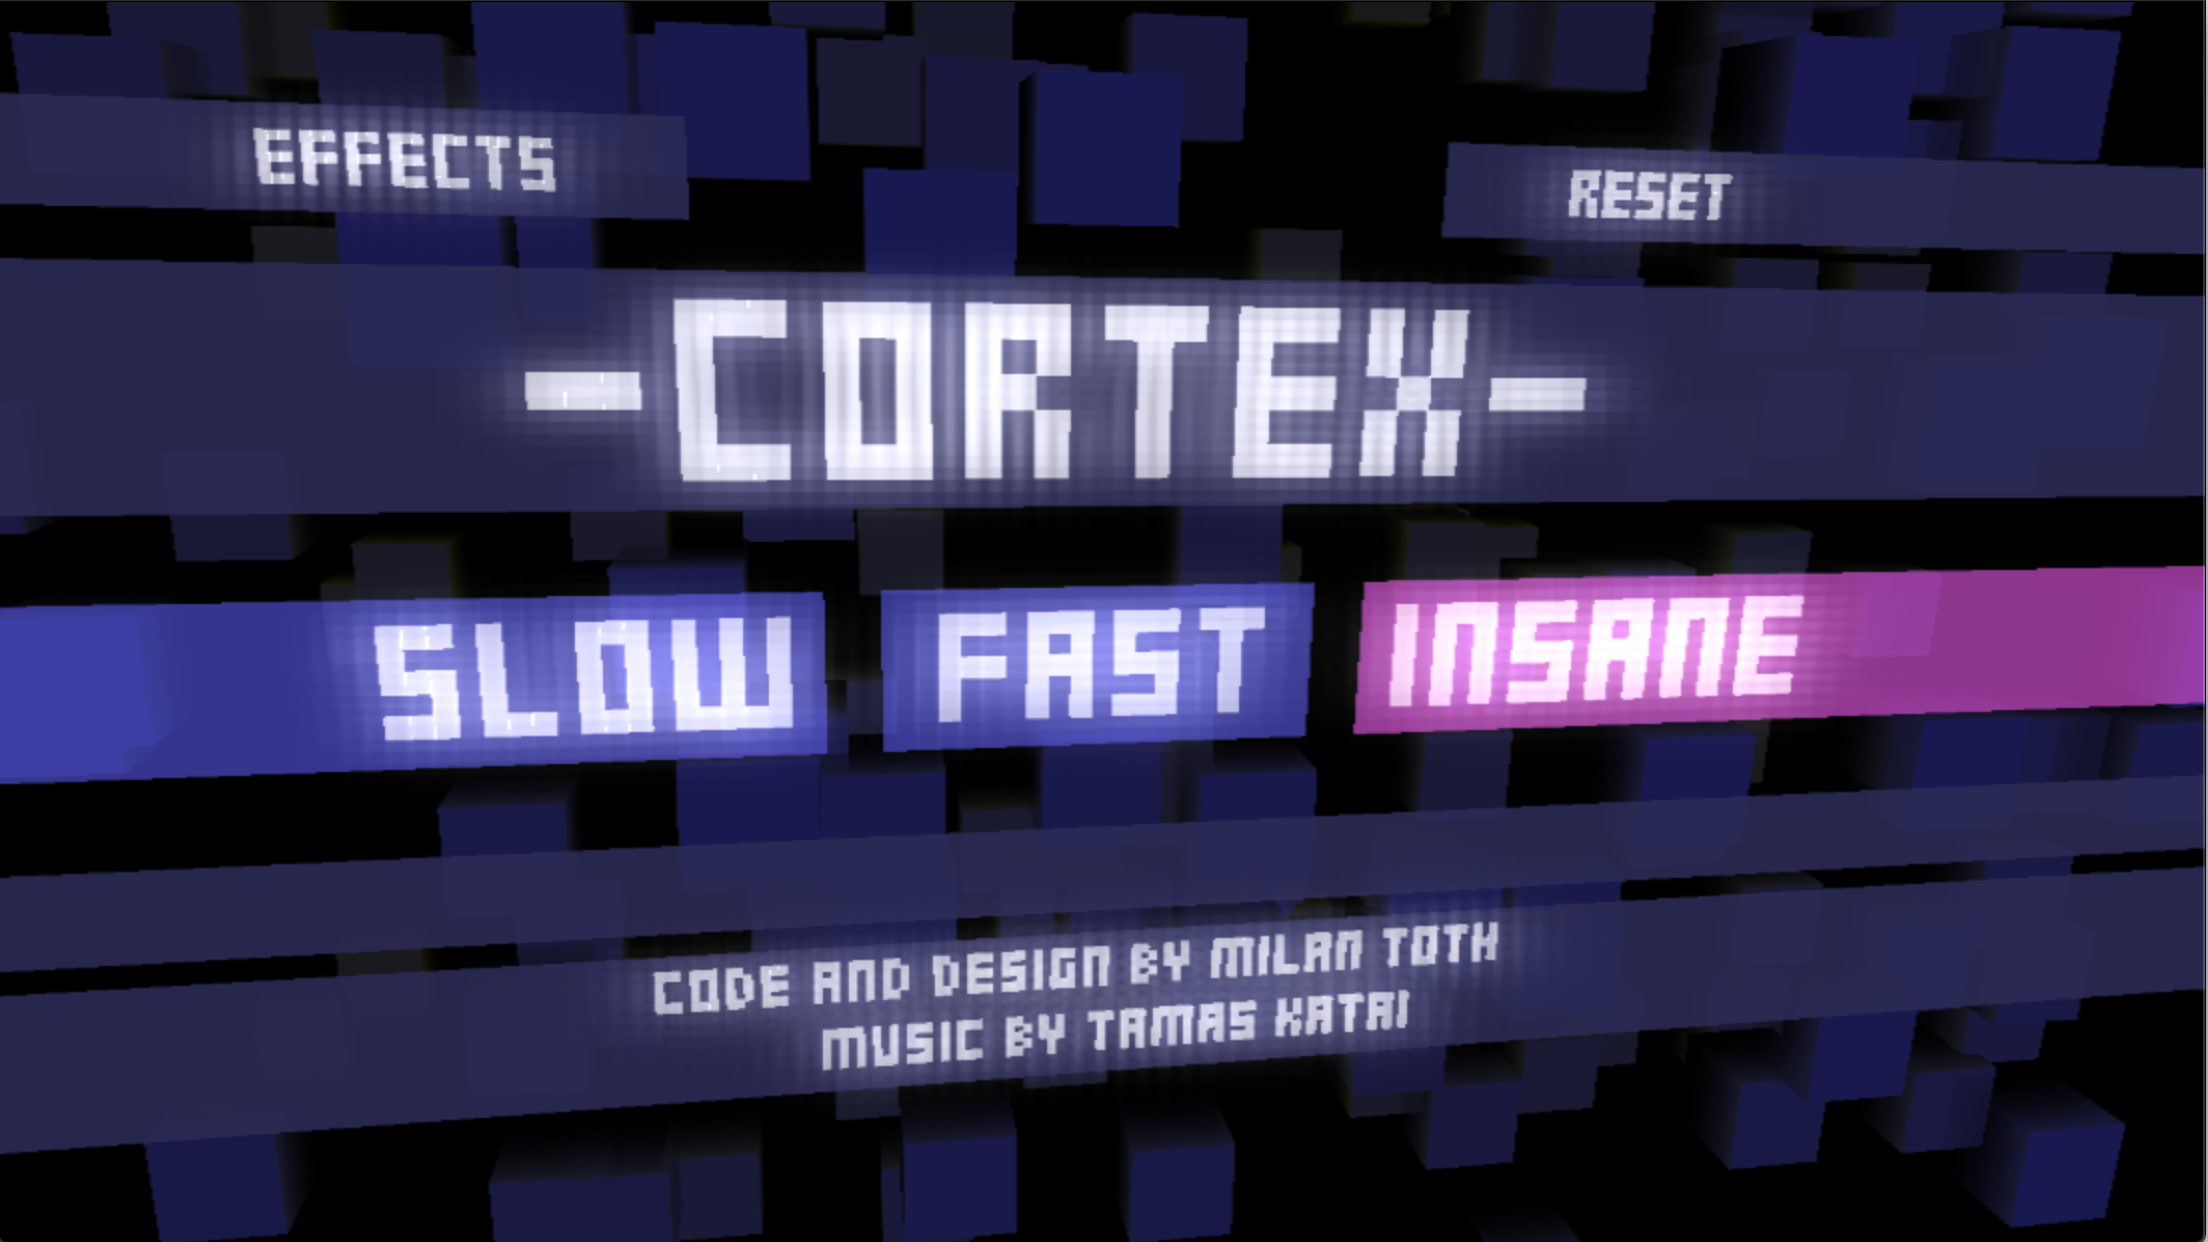 EFFECTS
RESET
-CORTEX-
SLOW
FAST
INSANE
CODE AND DESIGN BY MILAN TOTH
MUSIC BY TAMAS KATAI